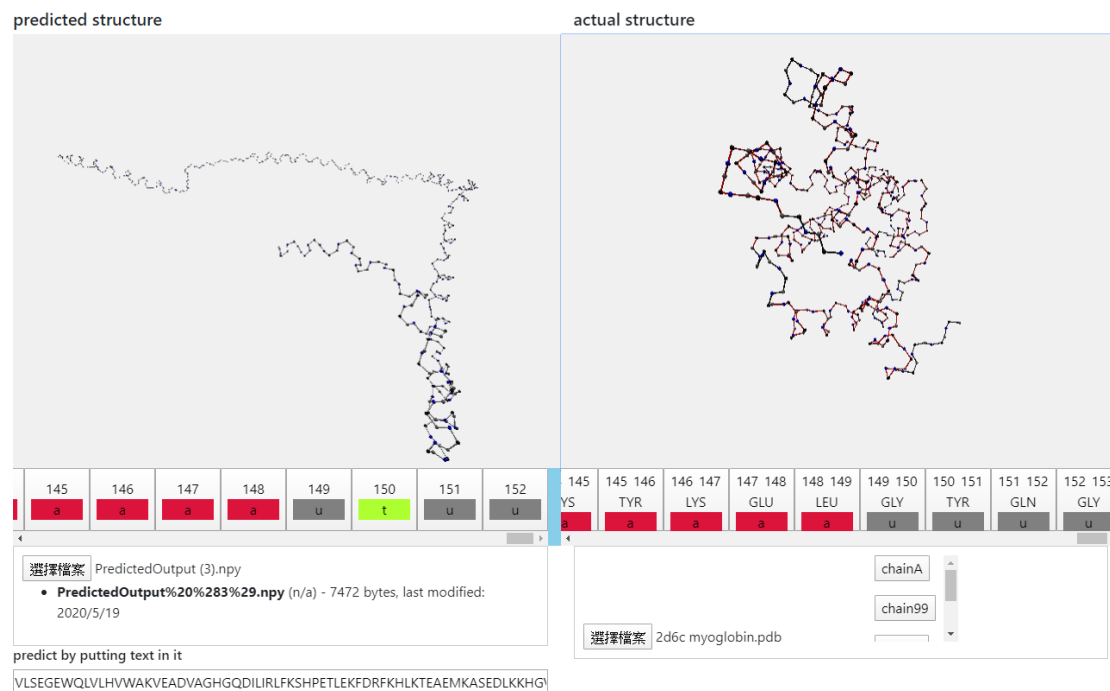 predicted structure
actual structure
145 146 147 148 149 150 151 152
a a a a u t u u
145 145 146 146 147 147 148 148 149 149 150 150 151 151 152 152 153
YS TYR LYS GLU LEU GLY TYR GLN GLY
a a a a a u u u u
選擇檔案 PredictedOutput (3).npy
PredictedOutput%20%283%29.npy (n/a) - 7472 bytes, last modified:
2020/5/19
chainA
chain99
選擇檔案 2d6c myoglobin.pdb
predict by putting text in it
VLSEGEWQLVLHVWAKVEADVAGHGQDILIRLFKSHPETLEKFDRFKHLKTEAEMKASEDLKKHG